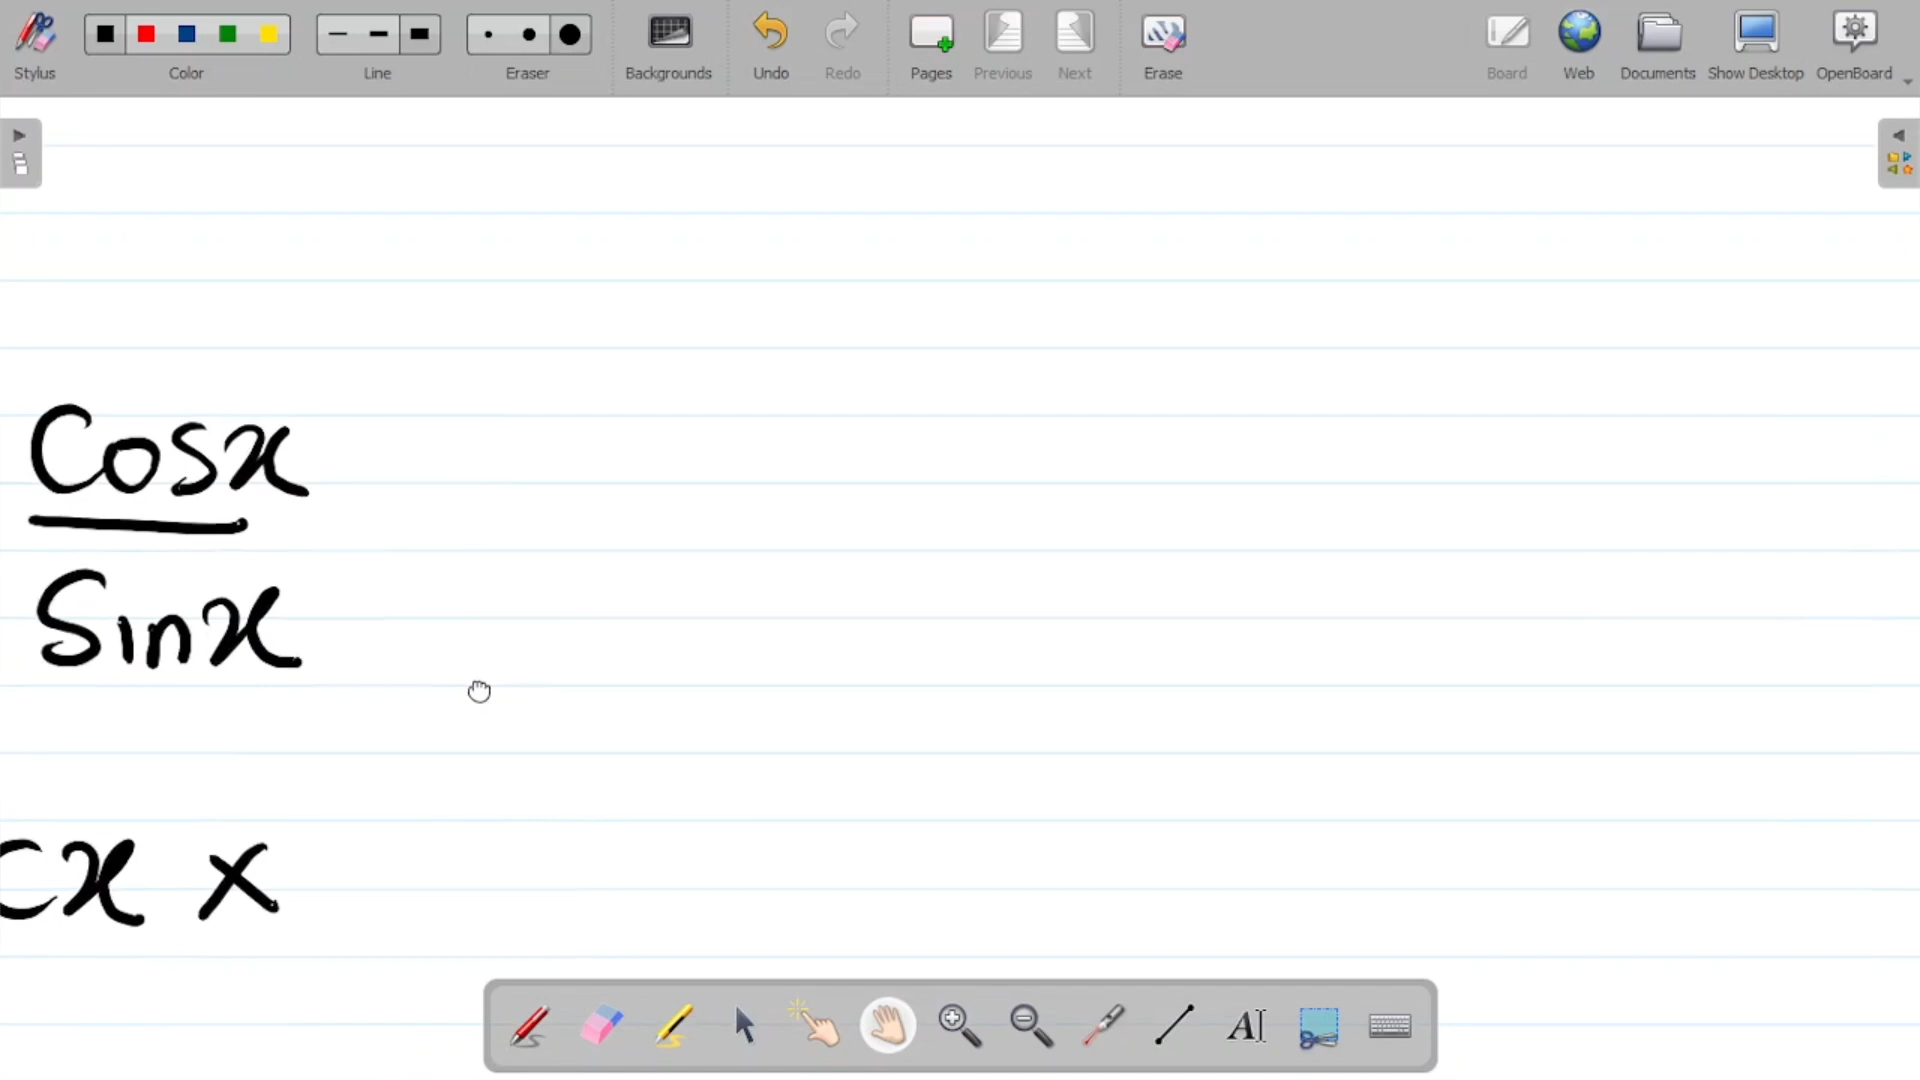 Stylus Color Line Eraser Backgrounds Undo Redo Pages Previous Next Erase Board Web Documents Show Desktop OpenBoard
Cosx
Sinx
cx ×